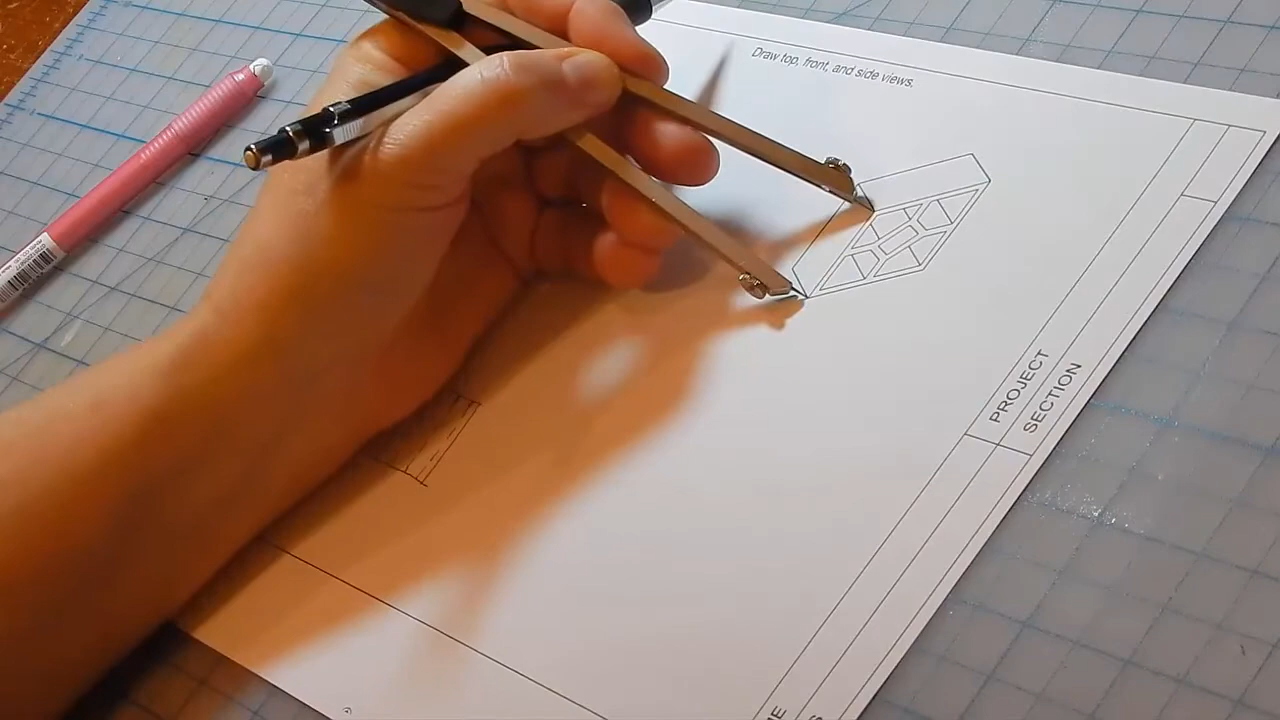 Draw top, front, and side views.
PROJECT
SECTION